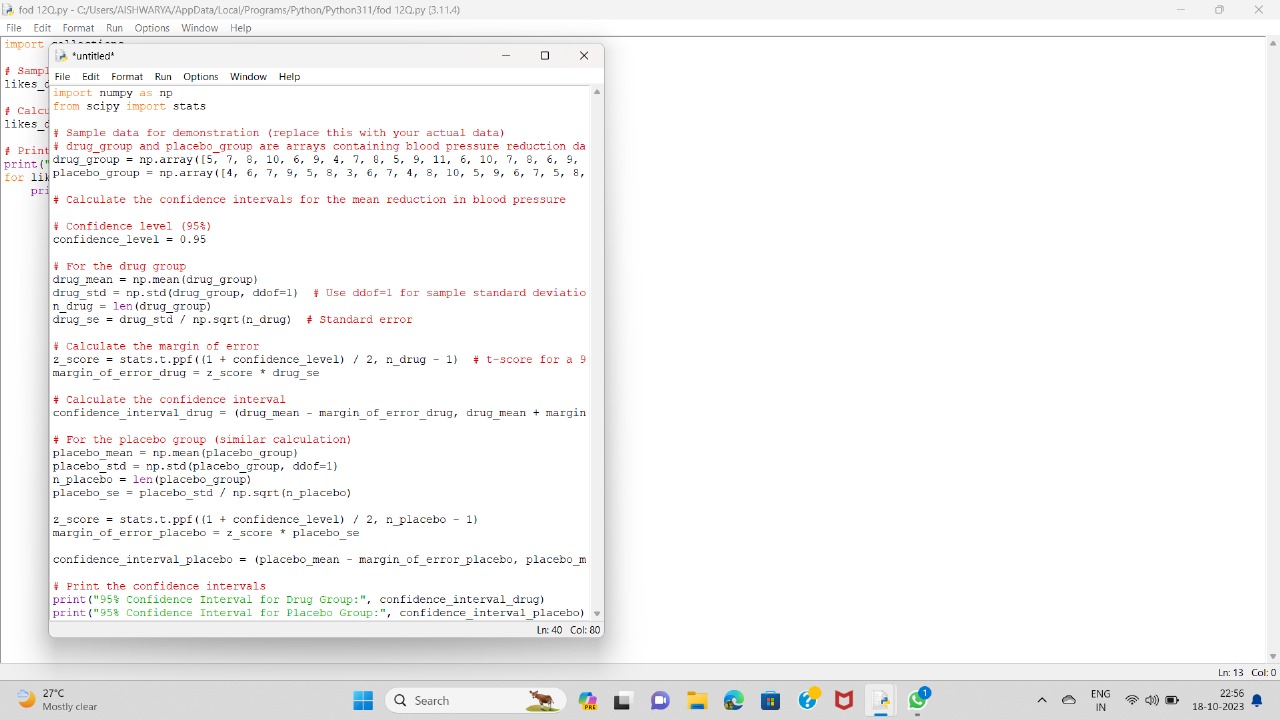 fod 12Q.py - C:/Users/AISHWARYA/AppData/Local/Programs/Python/Python311/fod 12Q.py (3.11.4)
File Edit Format Run Options Window Help
import
# Samp
likes_d
# Calcu
likes_d
# Print
print("
for lik
pri
*untitled*
File Edit Format Run Options Window Help
import numpy as np
from scipy import stats
# Sample data for demonstration (replace this with your actual data)
# drug_group and placebo_group are arrays containing blood pressure reduction da
drug_group = np.array([5, 7, 8, 10, 6, 9, 4, 7, 8, 5, 9, 11, 6, 10, 7, 8, 6, 9,
placebo_group = np.array([4, 6, 7, 9, 5, 8, 3, 6, 7, 4, 8, 10, 5, 9, 6, 7, 5, 8,
# Calculate the confidence intervals for the mean reduction in blood pressure
# Confidence level (95%)
confidence_level = 0.95
# For the drug group
drug_mean = np.mean(drug_group)
drug_std = np.std(drug_group, ddof=1)  # Use ddof=1 for sample standard deviatio
n_drug = len(drug_group)
drug_se = drug_std / np.sqrt(n_drug)  # Standard error
# Calculate the margin of error
z_score = stats.t.ppf((1 + confidence_level) / 2, n_drug - 1)  # t-score for a 9
margin_of_error_drug = z_score * drug_se
# Calculate the confidence interval
confidence_interval_drug = (drug_mean - margin_of_error_drug, drug_mean + margin
# For the placebo group (similar calculation)
placebo_mean = np.mean(placebo_group)
placebo_std = np.std(placebo_group, ddof=1)
n_placebo = len(placebo_group)
placebo_se = placebo_std / np.sqrt(n_placebo)
z_score = stats.t.ppf((1 + confidence_level) / 2, n_placebo - 1)
margin_of_error_placebo = z_score * placebo_se
confidence_interval_placebo = (placebo_mean - margin_of_error_placebo, placebo_m
# Print the confidence intervals
print("95% Confidence Interval for Drug Group:", confidence_interval_drug)
print("95% Confidence Interval for Placebo Group:", confidence_interval_placebo)
Ln: 40 Col: 80
Ln: 13 Col: 0
27°C
Mostly clear
Search
PRE
1
ENG
IN
22:56
18-10-2023